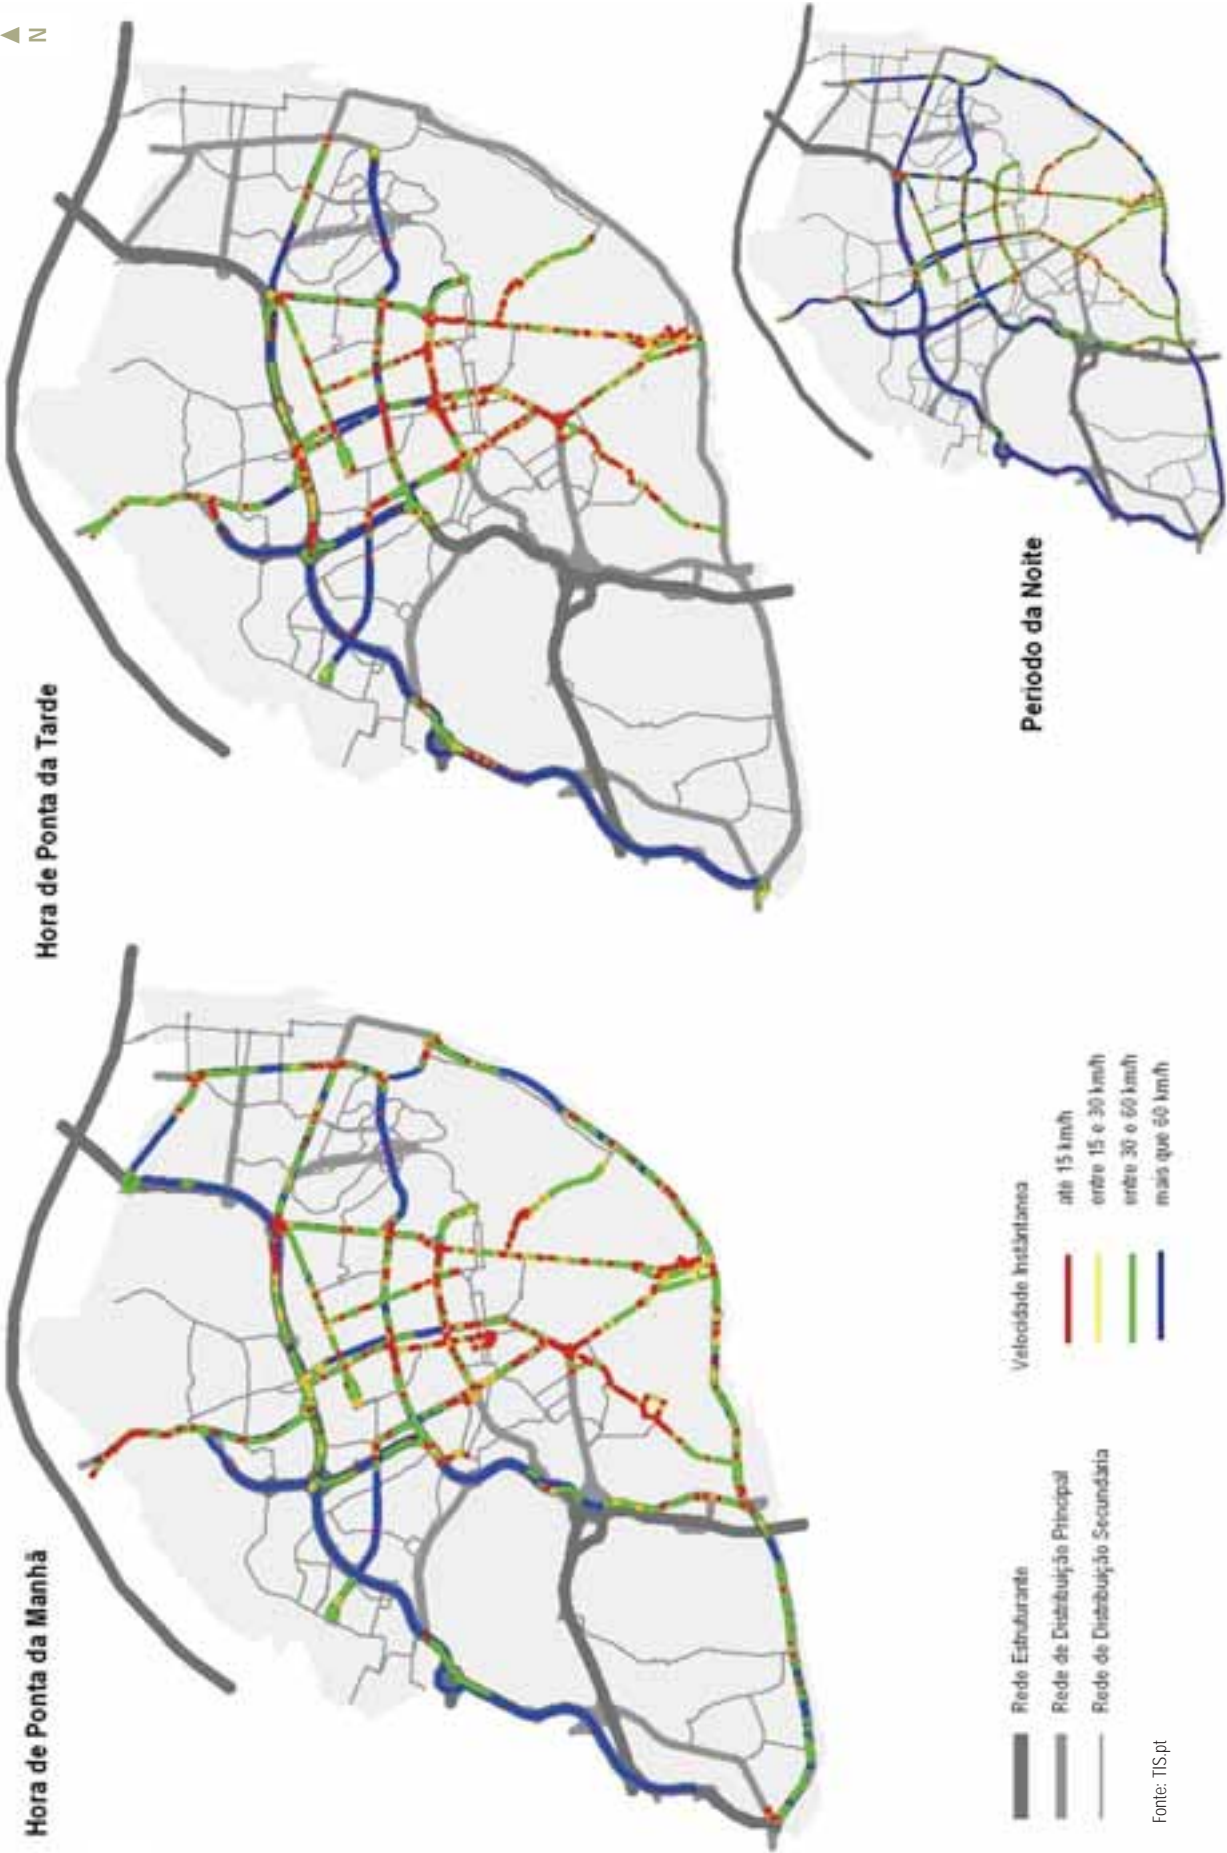 N
Hora de Ponta da Manhã
Hora de Ponta da Tarde
Periodo da Noite
Rede Estruturante
Rede de Distribuição Principal
Rede de Distribuição Secundária
Velocidade Instântanea
até 15 km/h
entre 15 e 30 km/h
entre 30 e 60 km/h
mais que 60 km/h
Fonte: TIS.pt